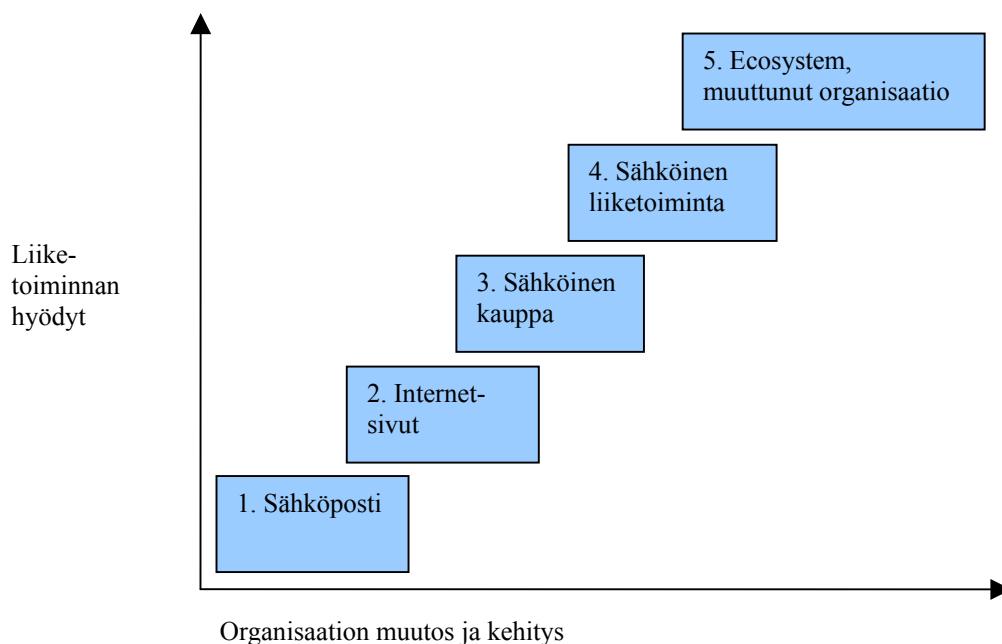 5. Ecosystem,
muuttunut organisaatio
4. Sähköinen
liiketoiminta
Liike-
toiminnan
hyödyt
3. Sähköinen
kauppa
2. Internet-
sivut
1. Sähköposti
Organisaation muutos ja kehitys